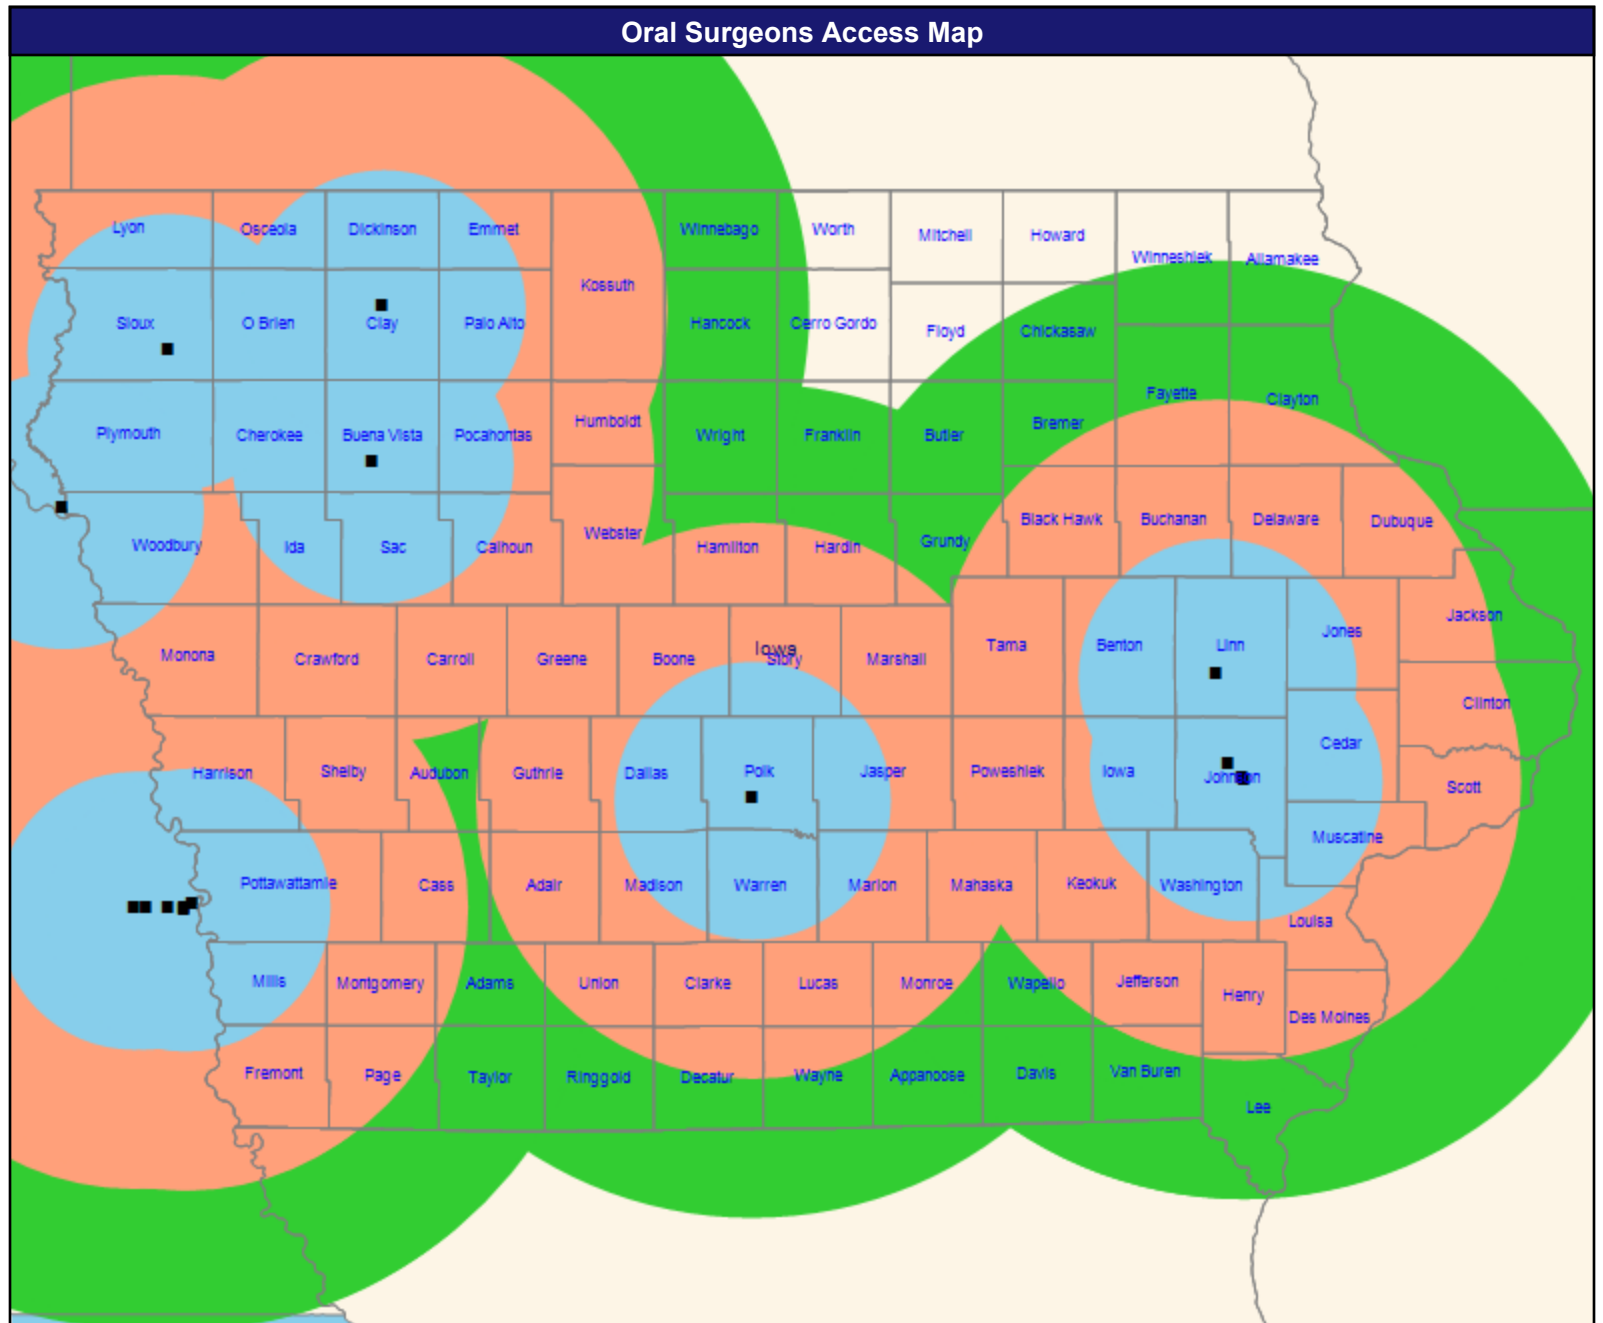 Oral Surgeons Access Map
Lyon
Osceola
Dickinson
Emmet
Winnebago
Worth
Mitchell
Howard
Winneshiek
Allamakee
Kossuth
Sioux
O Brien
Clay
Palo Alto
Hancock
Cerro Gordo
Floyd
Chickasaw
Fayette
Clayton
Plymouth
Cherokee
Buena Vista
Pocahontas
Humboldt
Wright
Franklin
Butler
Bremer
Woodbury
Ida
Sac
Calhoun
Webster
Hamilton
Hardin
Grundy
Black Hawk
Buchanan
Delaware
Dubuque
Monona
Crawford
Carroll
Greene
Boone
Iowa
Story
Marshall
Tama
Benton
Linn
Jones
Jackson
Clinton
Harrison
Shelby
Audubon
Guthrie
Dallas
Polk
Jasper
Poweshiek
Iowa
Johnson
Cedar
Scott
Muscatine
Pottawattamie
Cass
Adair
Madison
Warren
Marion
Mahaska
Keokuk
Washington
Louisa
Mills
Montgomery
Adams
Union
Clarke
Lucas
Monroe
Wapello
Jefferson
Henry
Des Moines
Fremont
Page
Taylor
Ringgold
Decatur
Wayne
Appanoose
Davis
Van Buren
Lee